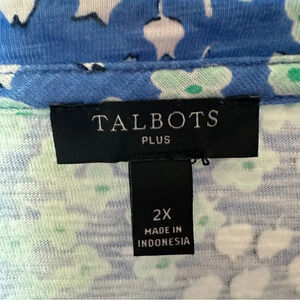 TALBOTS
PLUS
2X
MADE IN
INDONESIA